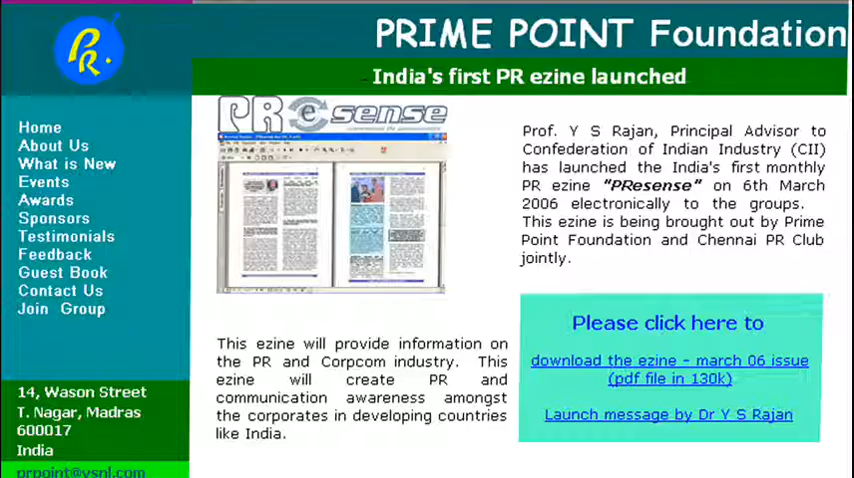 PR.
PRIME POINT Foundation
India's first PR ezine launched
Home
About Us
What is New
Events
Awards
Sponsors
Testimonials
Feedback
Guest Book
Contact Us
Join Group
14, Wason Street
T. Nagar, Madras
600017
India
prpoint@vsnl.com
PR e sense
This ezine will provide information on
the PR and Corpcom industry. This
ezine will create PR and
communication awareness amongst
the corporates in developing countries
like India.
Prof. Y S Rajan, Principal Advisor to
Confederation of Indian Industry (CII)
has launched the India's first monthly
PR ezine "PResense" on 6th March
2006 electronically to the groups.
This ezine is being brought out by Prime
Point Foundation and Chennai PR Club
jointly.
Please click here to
download the ezine - march 06 issue
(pdf file in 130k)
Launch message by Dr Y S Rajan